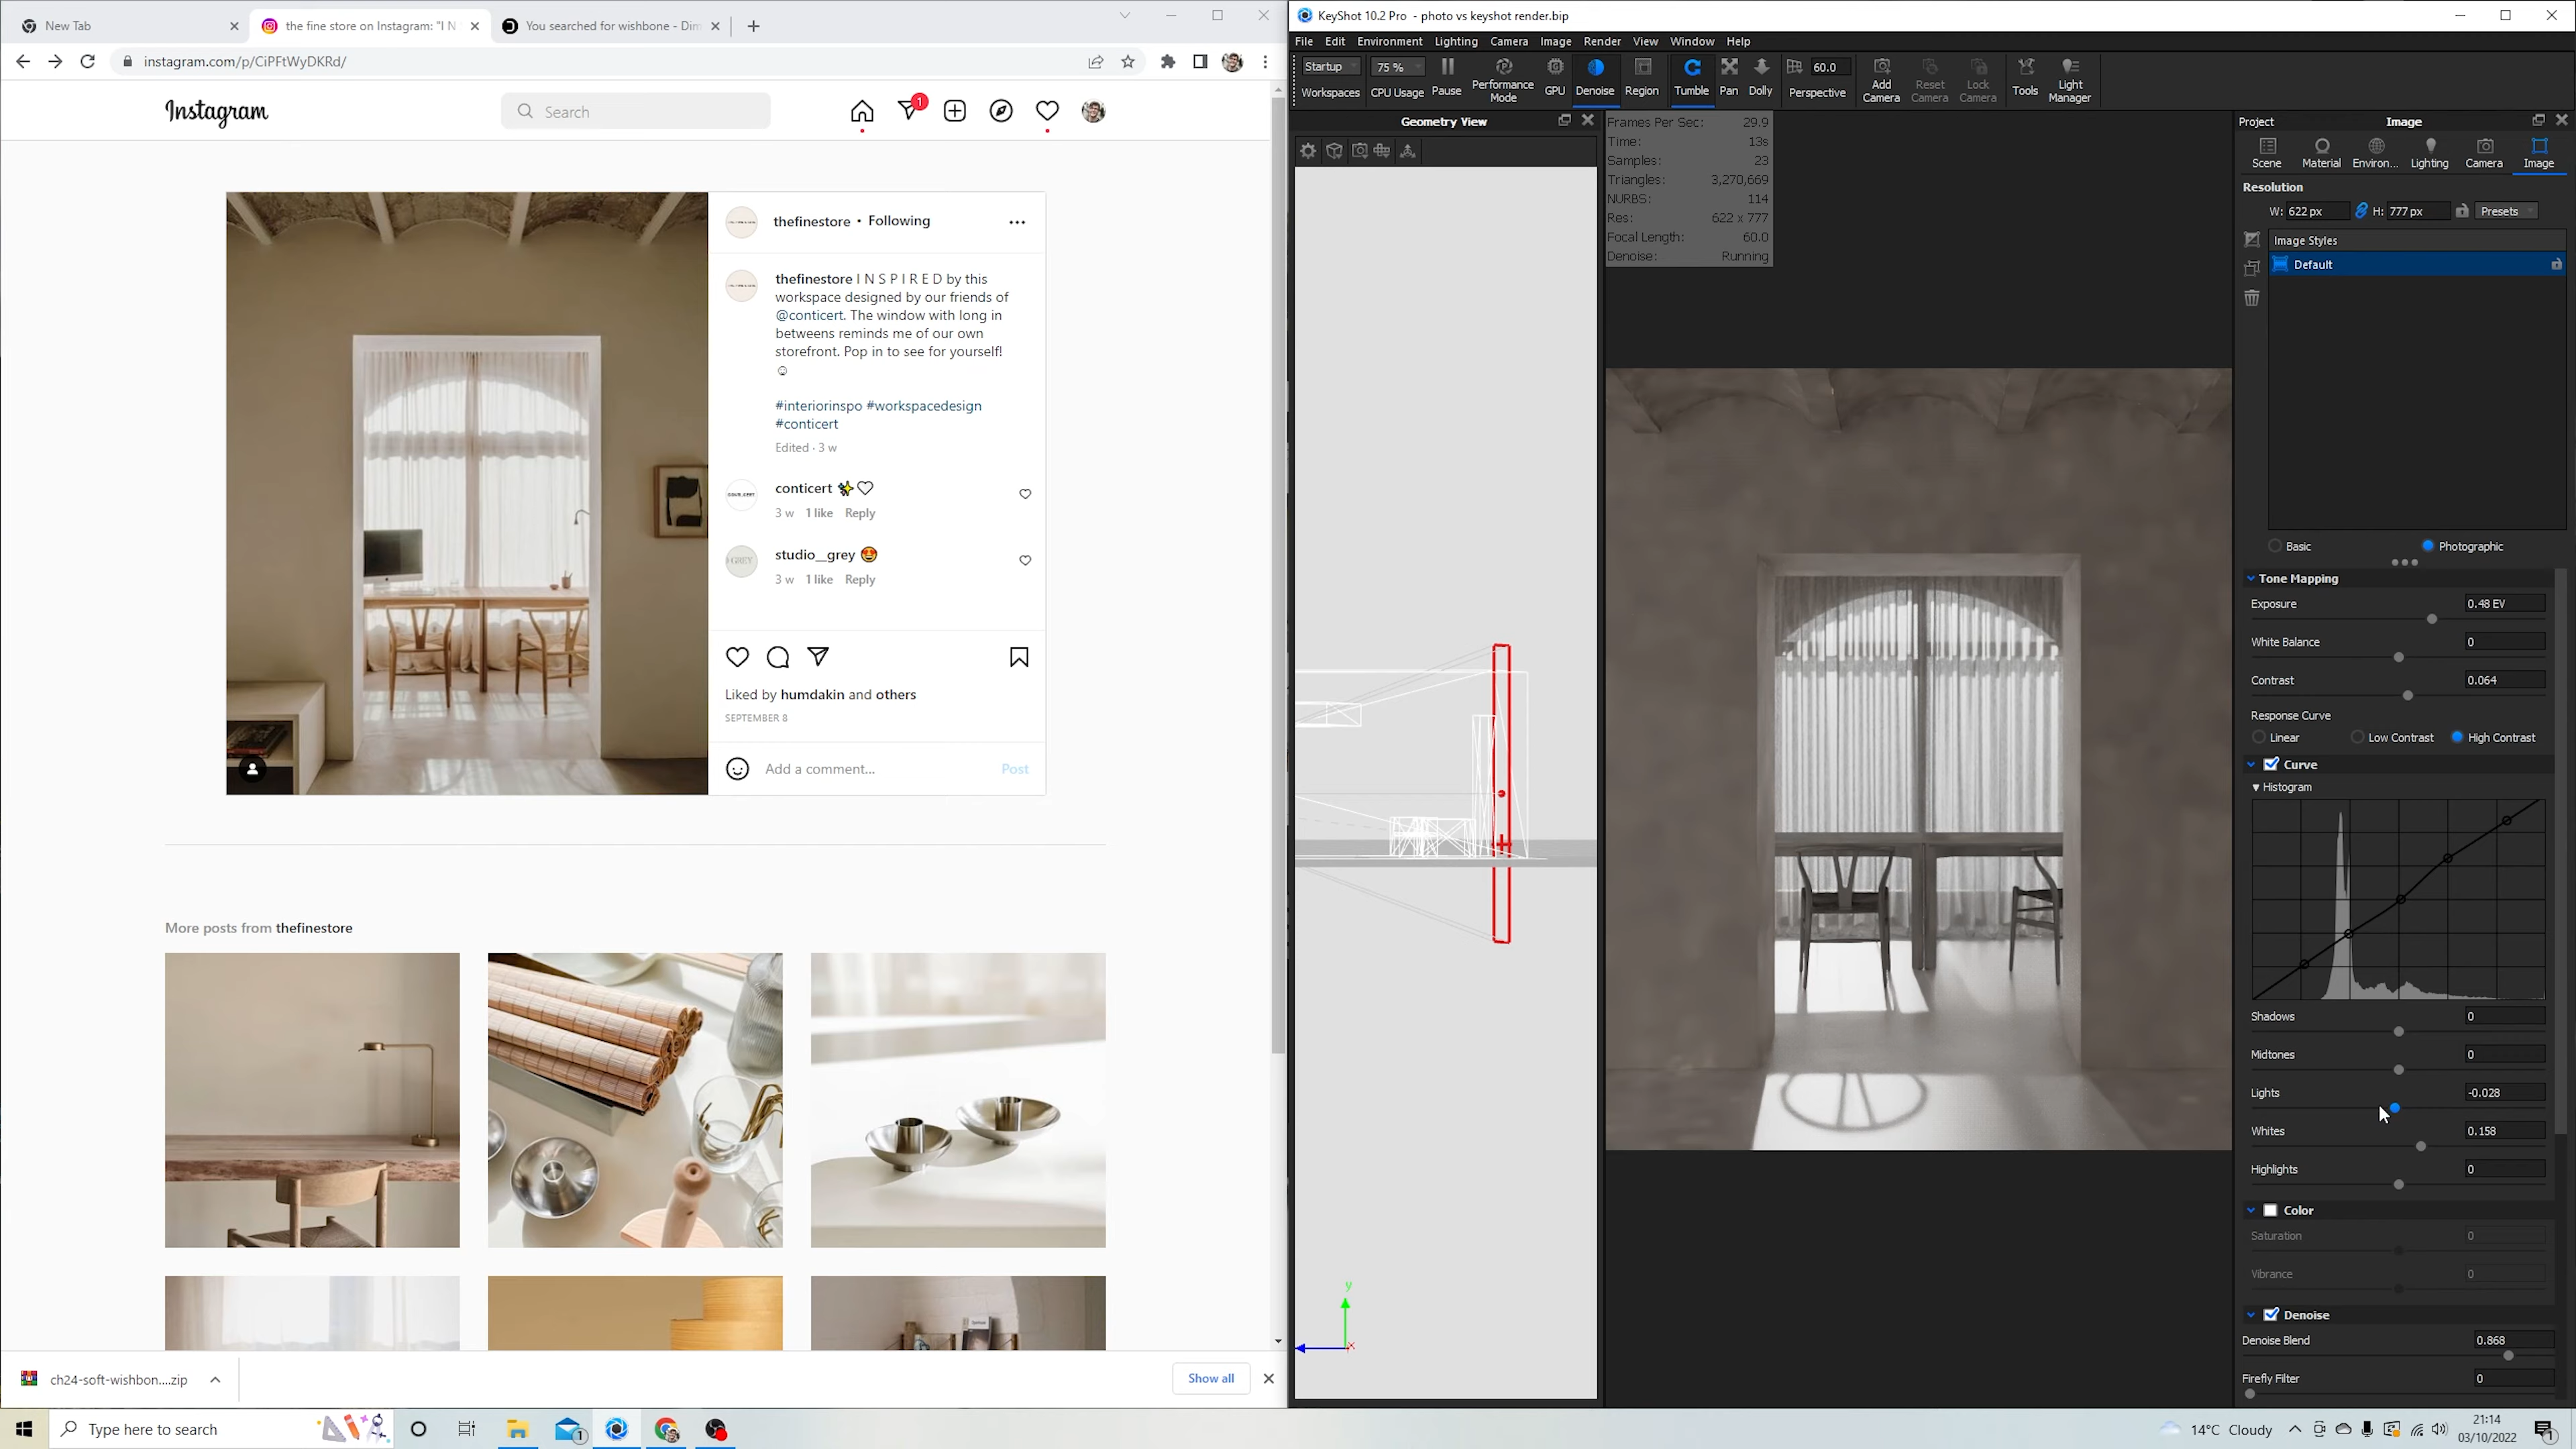 New Tab
the fine store on Instagram: "I N
You searched for wishbone - Dim
instagram.com/p/CiPFtWyDKRd/
Instagram
Search
1
thefinestore • Following
thefinestore I N S P I R E D by this
workspace designed by our friends of
@conticert. The window with long in
betweens reminds me of our own
storefront. Pop in to see for yourself!
☺
#interiorinspo #workspacedesign
#conticert
Edited · 3 w
conticert ✨🤍
3 w 1 like Reply
studio__grey 😍
3 w 1 like Reply
Liked by humdakin and others
SEPTEMBER 8
Add a comment... Post
More posts from thefinestore
ch24-soft-wishbon....zip
Show all
KeyShot 10.2 Pro - photo vs keyshot render.bip
File Edit Environment Lighting Camera Image Render View Window Help
Startup 75 % 60.0
Workspaces CPU Usage Pause Performance Mode GPU Denoise Region Tumble Pan Dolly Perspective Add Camera Reset Camera Lock Camera Tools Light Manager
Geometry View
Frames Per Sec: 29.9
Time: 13s
Samples: 23
Triangles: 3,270,669
NURBS: 114
Res: 622 x 777
Focal Length: 60.0
Denoise: Running
y
x
Project Image
Scene Material Environ... Lighting Camera Image
Resolution
W: 622 px H: 777 px Presets
Image Styles
Default
Basic Photographic
Tone Mapping
Exposure 0.48 EV
White Balance 0
Contrast 0.064
Response Curve
Linear Low Contrast High Contrast
Curve
Histogram
Shadows 0
Midtones 0
Lights -0.028
Whites 0.158
Highlights 0
Color
Saturation 0
Vibrance 0
Denoise
Denoise Blend 0.868
Firefly Filter 0
Type here to search
1
14°C Cloudy
21:14
03/10/2022
1